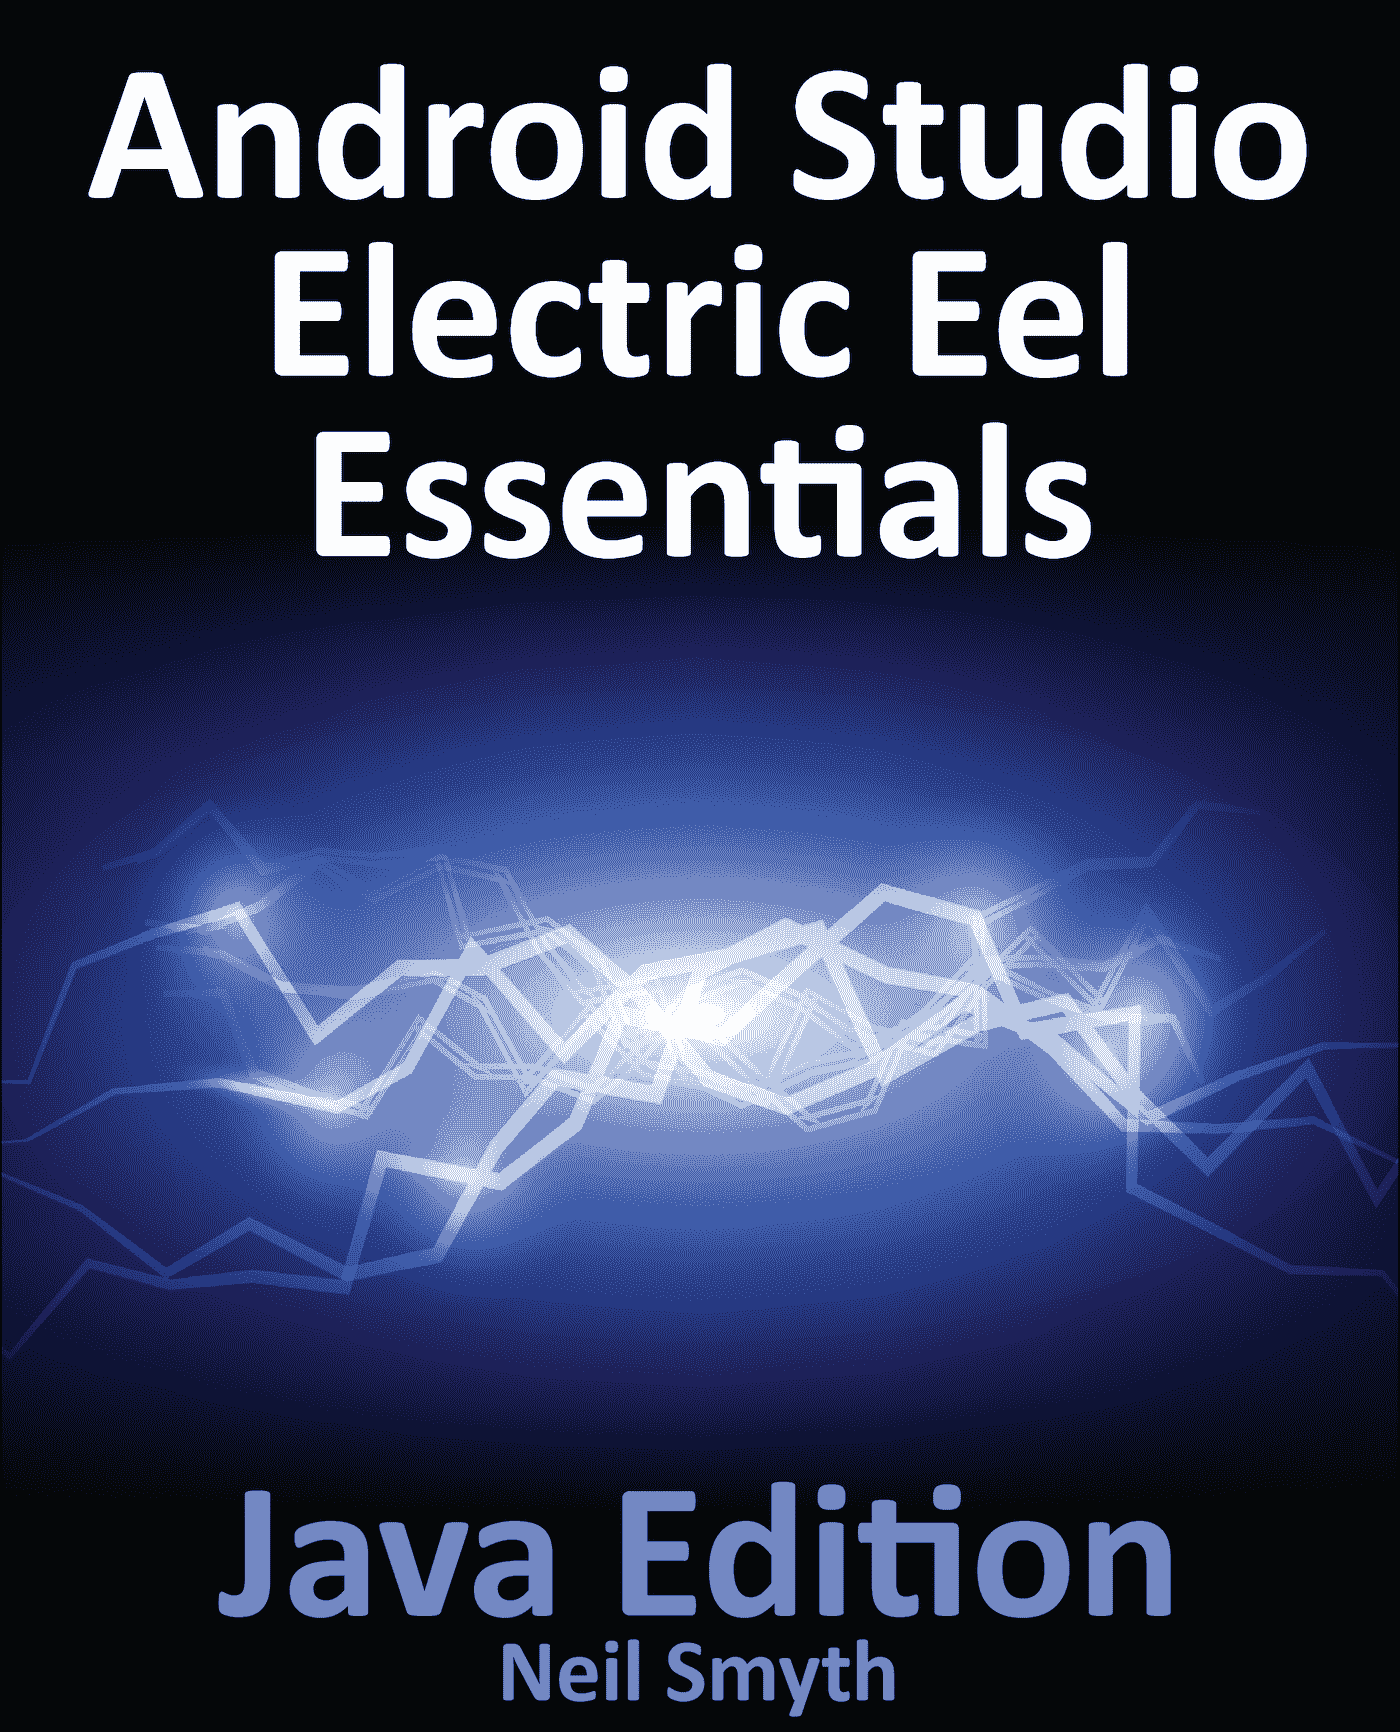 Android Studio
Electric Eel
Essentials
Java Edition
Neil Smyth